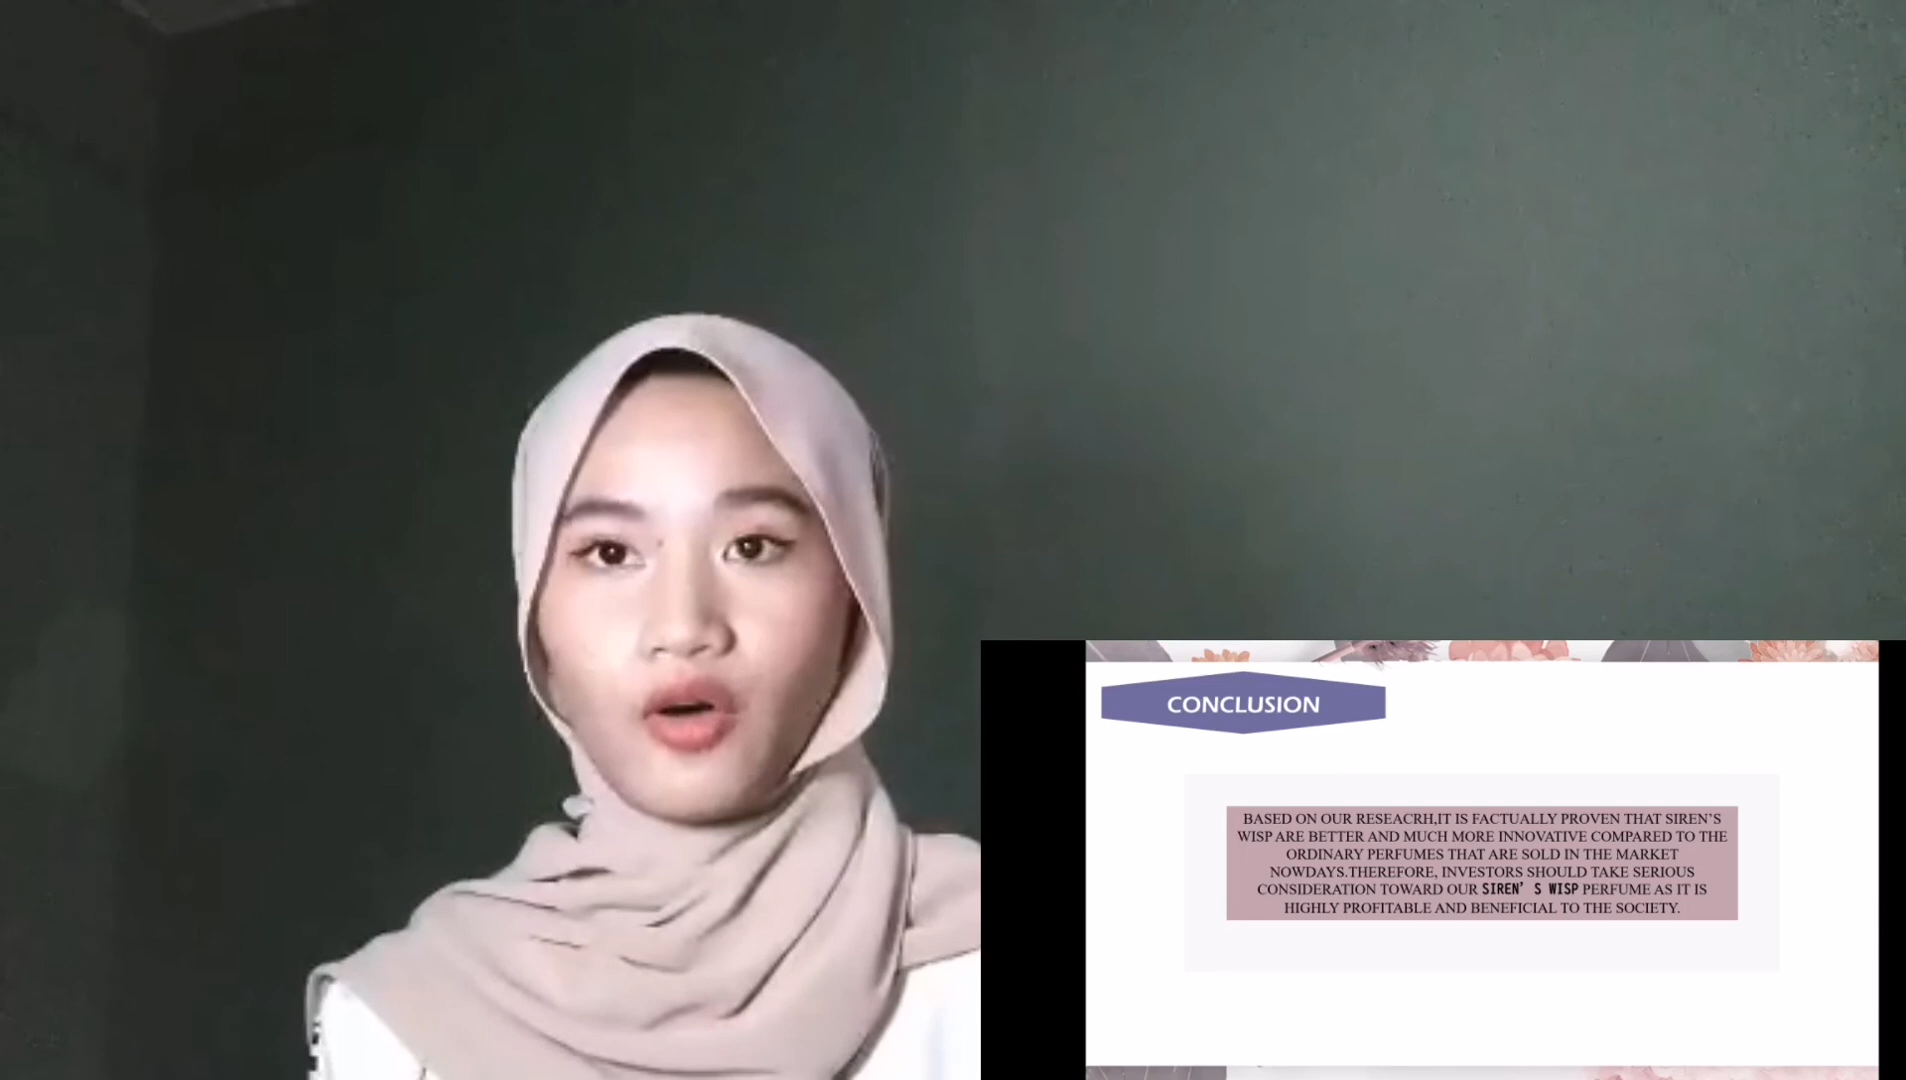 CONCLUSION
BASED ON OUR RESEACRH,IT IS FACTUALLY PROVEN THAT SIREN'S
WISP ARE BETTER AND MUCH MORE INNOVATIVE COMPARED TO THE
ORDINARY PERFUMES THAT ARE SOLD IN THE MARKET
NOWDAYS.THEREFORE, INVESTORS SHOULD TAKE SERIOUS
CONSIDERATION TOWARD OUR SIREN'S WISP PERFUME AS IT IS
HIGHLY PROFITABLE AND BENEFICIAL TO THE SOCIETY.